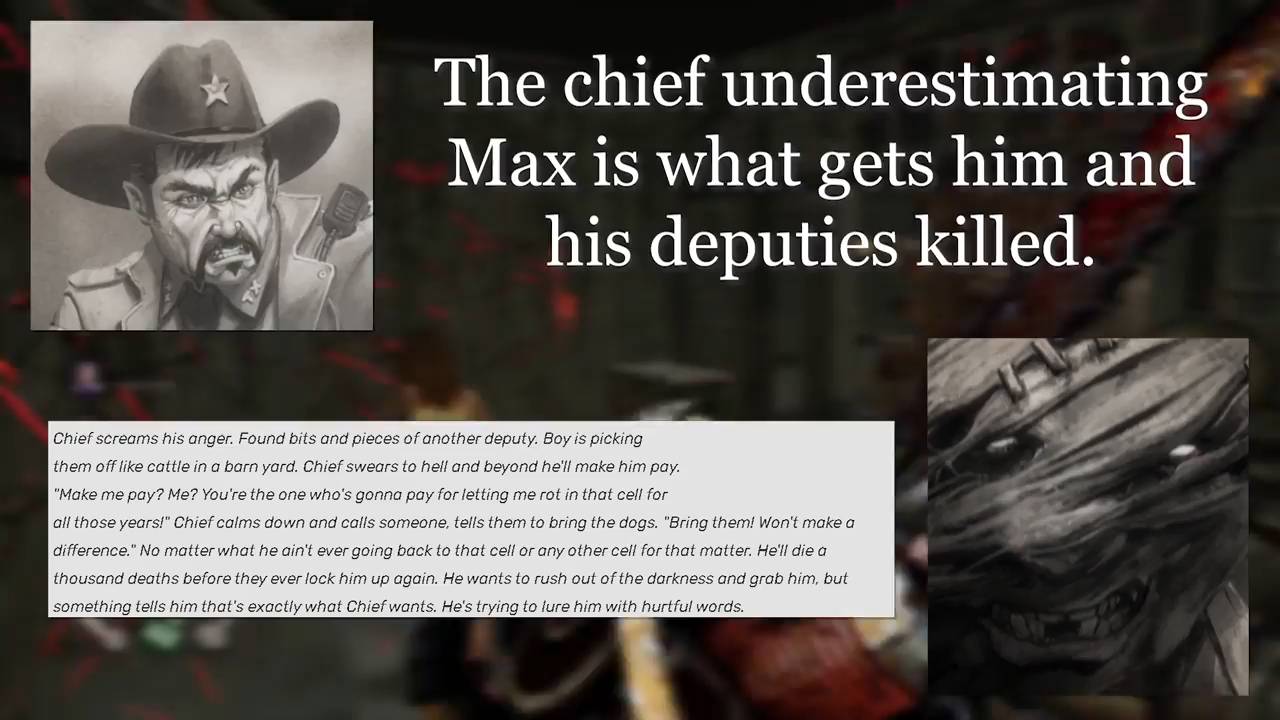 The chief underestimating
Max is what gets him and
his deputies killed.
Chief screams his anger. Found bits and pieces of another deputy. Boy is picking
them off like cattle in a barn yard. Chief swears to hell and beyond he'll make him pay.
"Make me pay? Me? You're the one who's gonna pay for letting me rot in that cell for
all those years!" Chief calms down and calls someone, tells them to bring the dogs. "Bring them! Won't make a
difference." No matter what he ain't ever going back to that cell or any other cell for that matter. He'll die a
thousand deaths before they ever lock him up again. He wants to rush out of the darkness and grab him, but
something tells him that's exactly what Chief wants. He's trying to lure him with hurtful words.